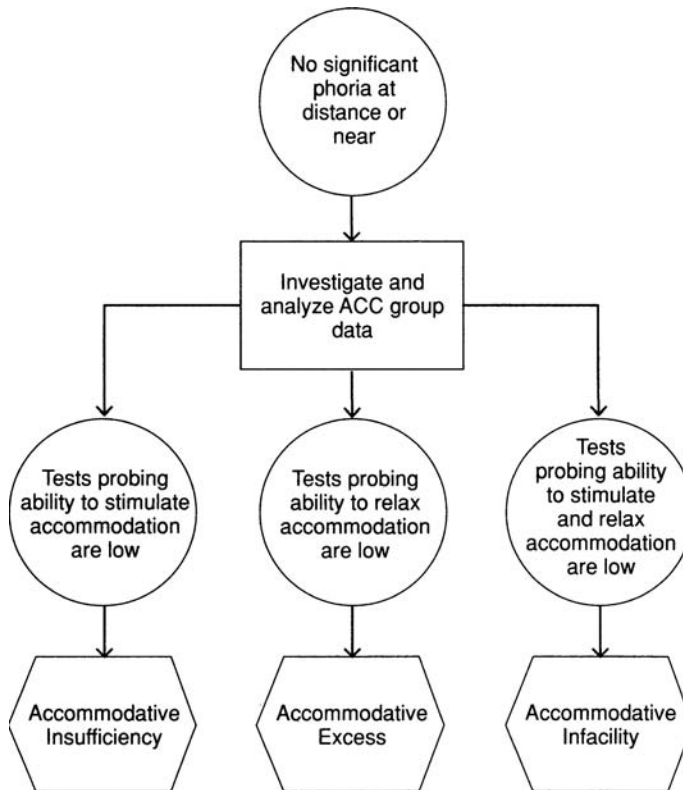 No significant
phoria at
distance or
near
Investigate and
analyze ACC group
data
Tests probing
ability to stimulate
accommodation
are low
Tests probing
ability to relax
accommodation
are low
Tests
probing ability
to stimulate
and relax
accommodation
are low
Accommodative
Insufficiency
Accommodative
Excess
Accommodative
Infacility